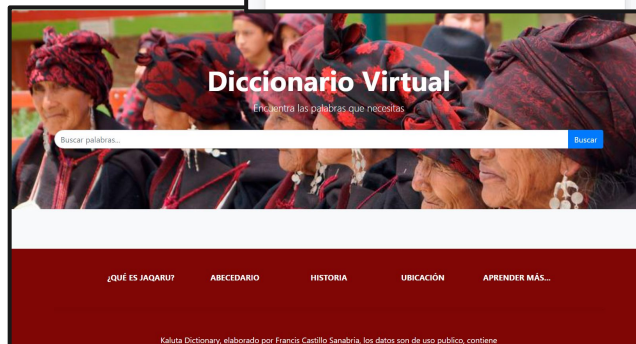 Diccionario Virtual
Encuentra las palabras que necesitas
Buscar palabras...
Buscar
¿QUÉ ES JAQARU?
ABECEDARIO
HISTORIA
UBICACIÓN
APRENDER MÁS...
Kaluta Dictionary, elaborado por Francis Castillo Sanabria, los datos son de uso publico, contiene